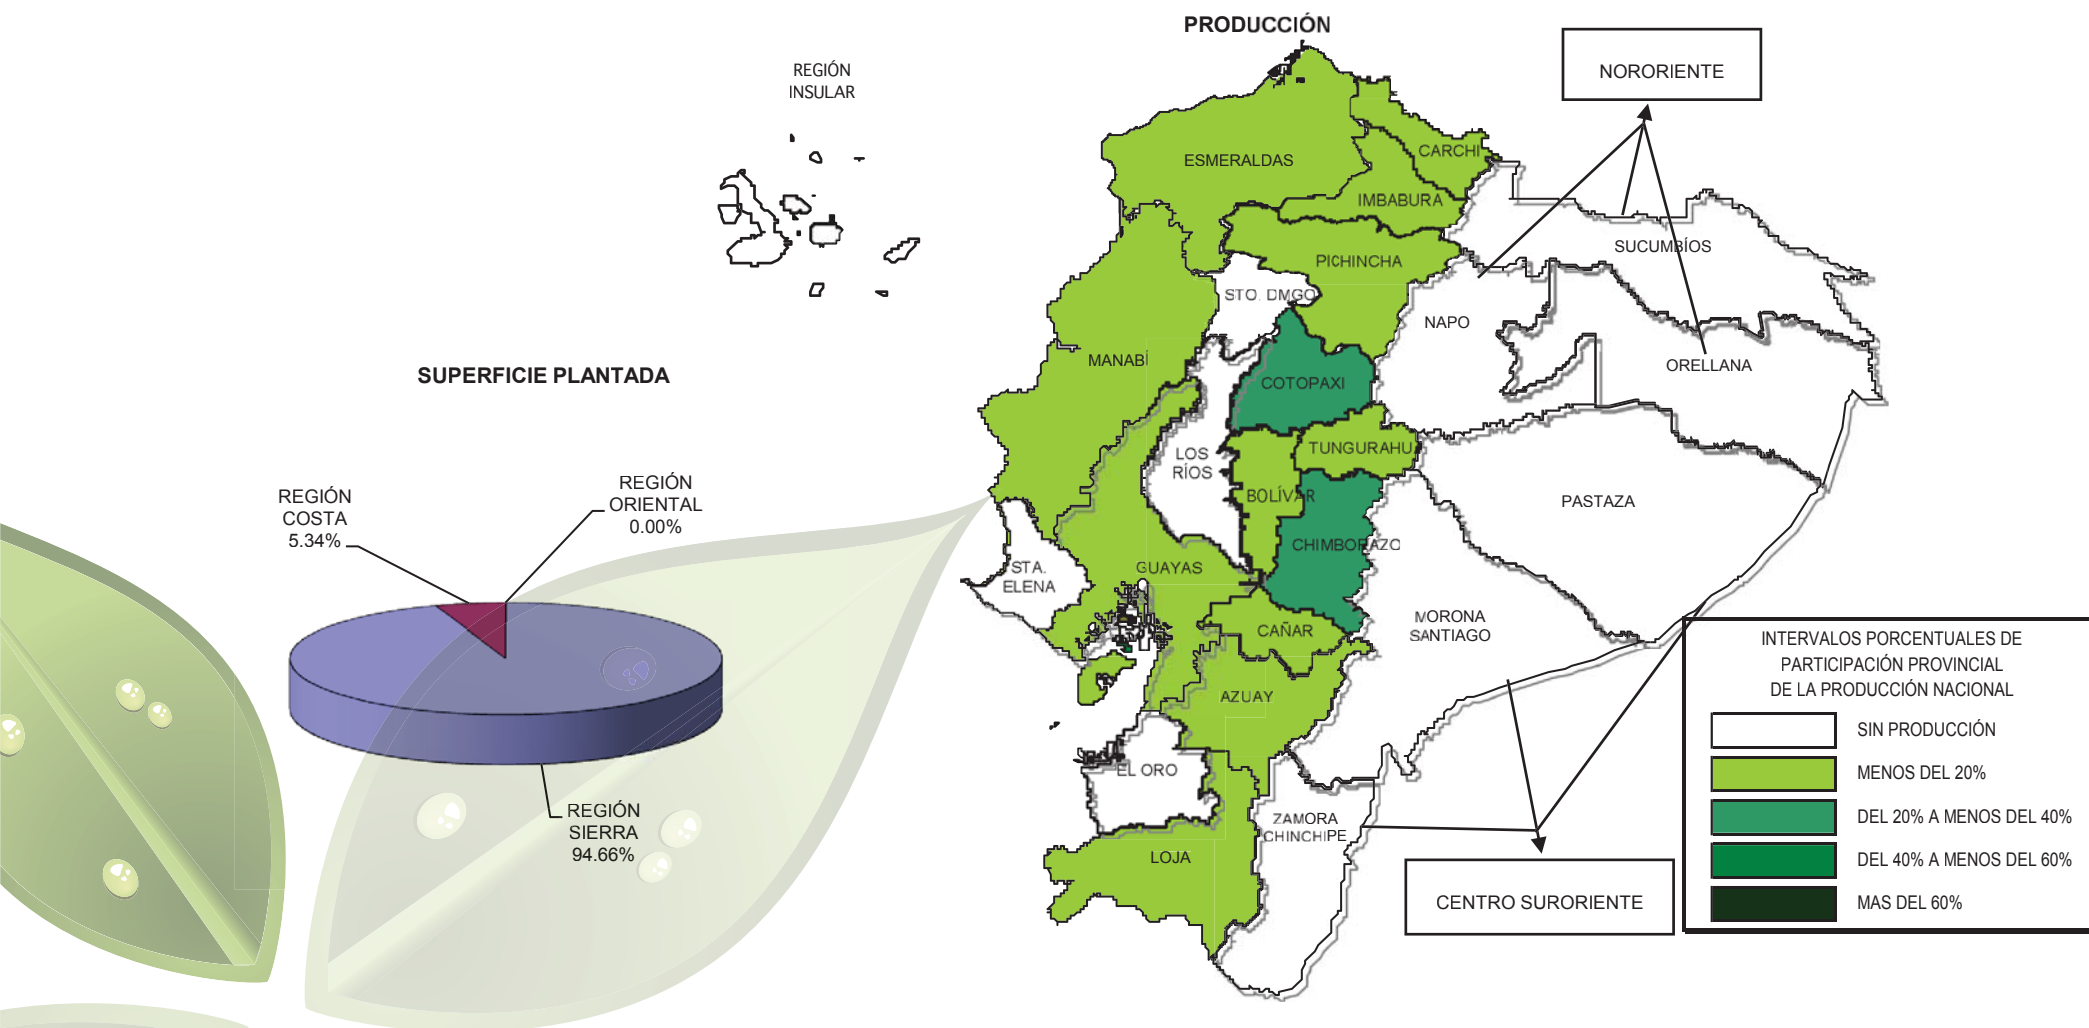 PRODUCCIÓN
REGIÓN
INSULAR
NORORIENTE
ESMERALDAS
CARCHI
IMBABURA
SUCUMBÍOS
PICHINCHA
STO. DMGO
NAPO
MANABÍ
COTOPAXI
ORELLANA
TUNGURAHU
LOS
RÍOS
BOLÍVAR
PASTAZA
CHIMBORAZO
STA.
ELENA
GUAYAS
CAÑAR
MORONA
SANTIAGO
AZUAY
EL ORO
ZAMORA
CHINCHIPE
LOJA
CENTRO SURORIENTE
SUPERFICIE PLANTADA
REGIÓN
COSTA
5.34%
REGIÓN
ORIENTAL
0.00%
REGIÓN
SIERRA
94.66%
INTERVALOS PORCENTUALES DE
PARTICIPACIÓN PROVINCIAL
DE LA PRODUCCIÓN NACIONAL
SIN PRODUCCIÓN
MENOS DEL 20%
DEL 20% A MENOS DEL 40%
DEL 40% A MENOS DEL 60%
MAS DEL 60%